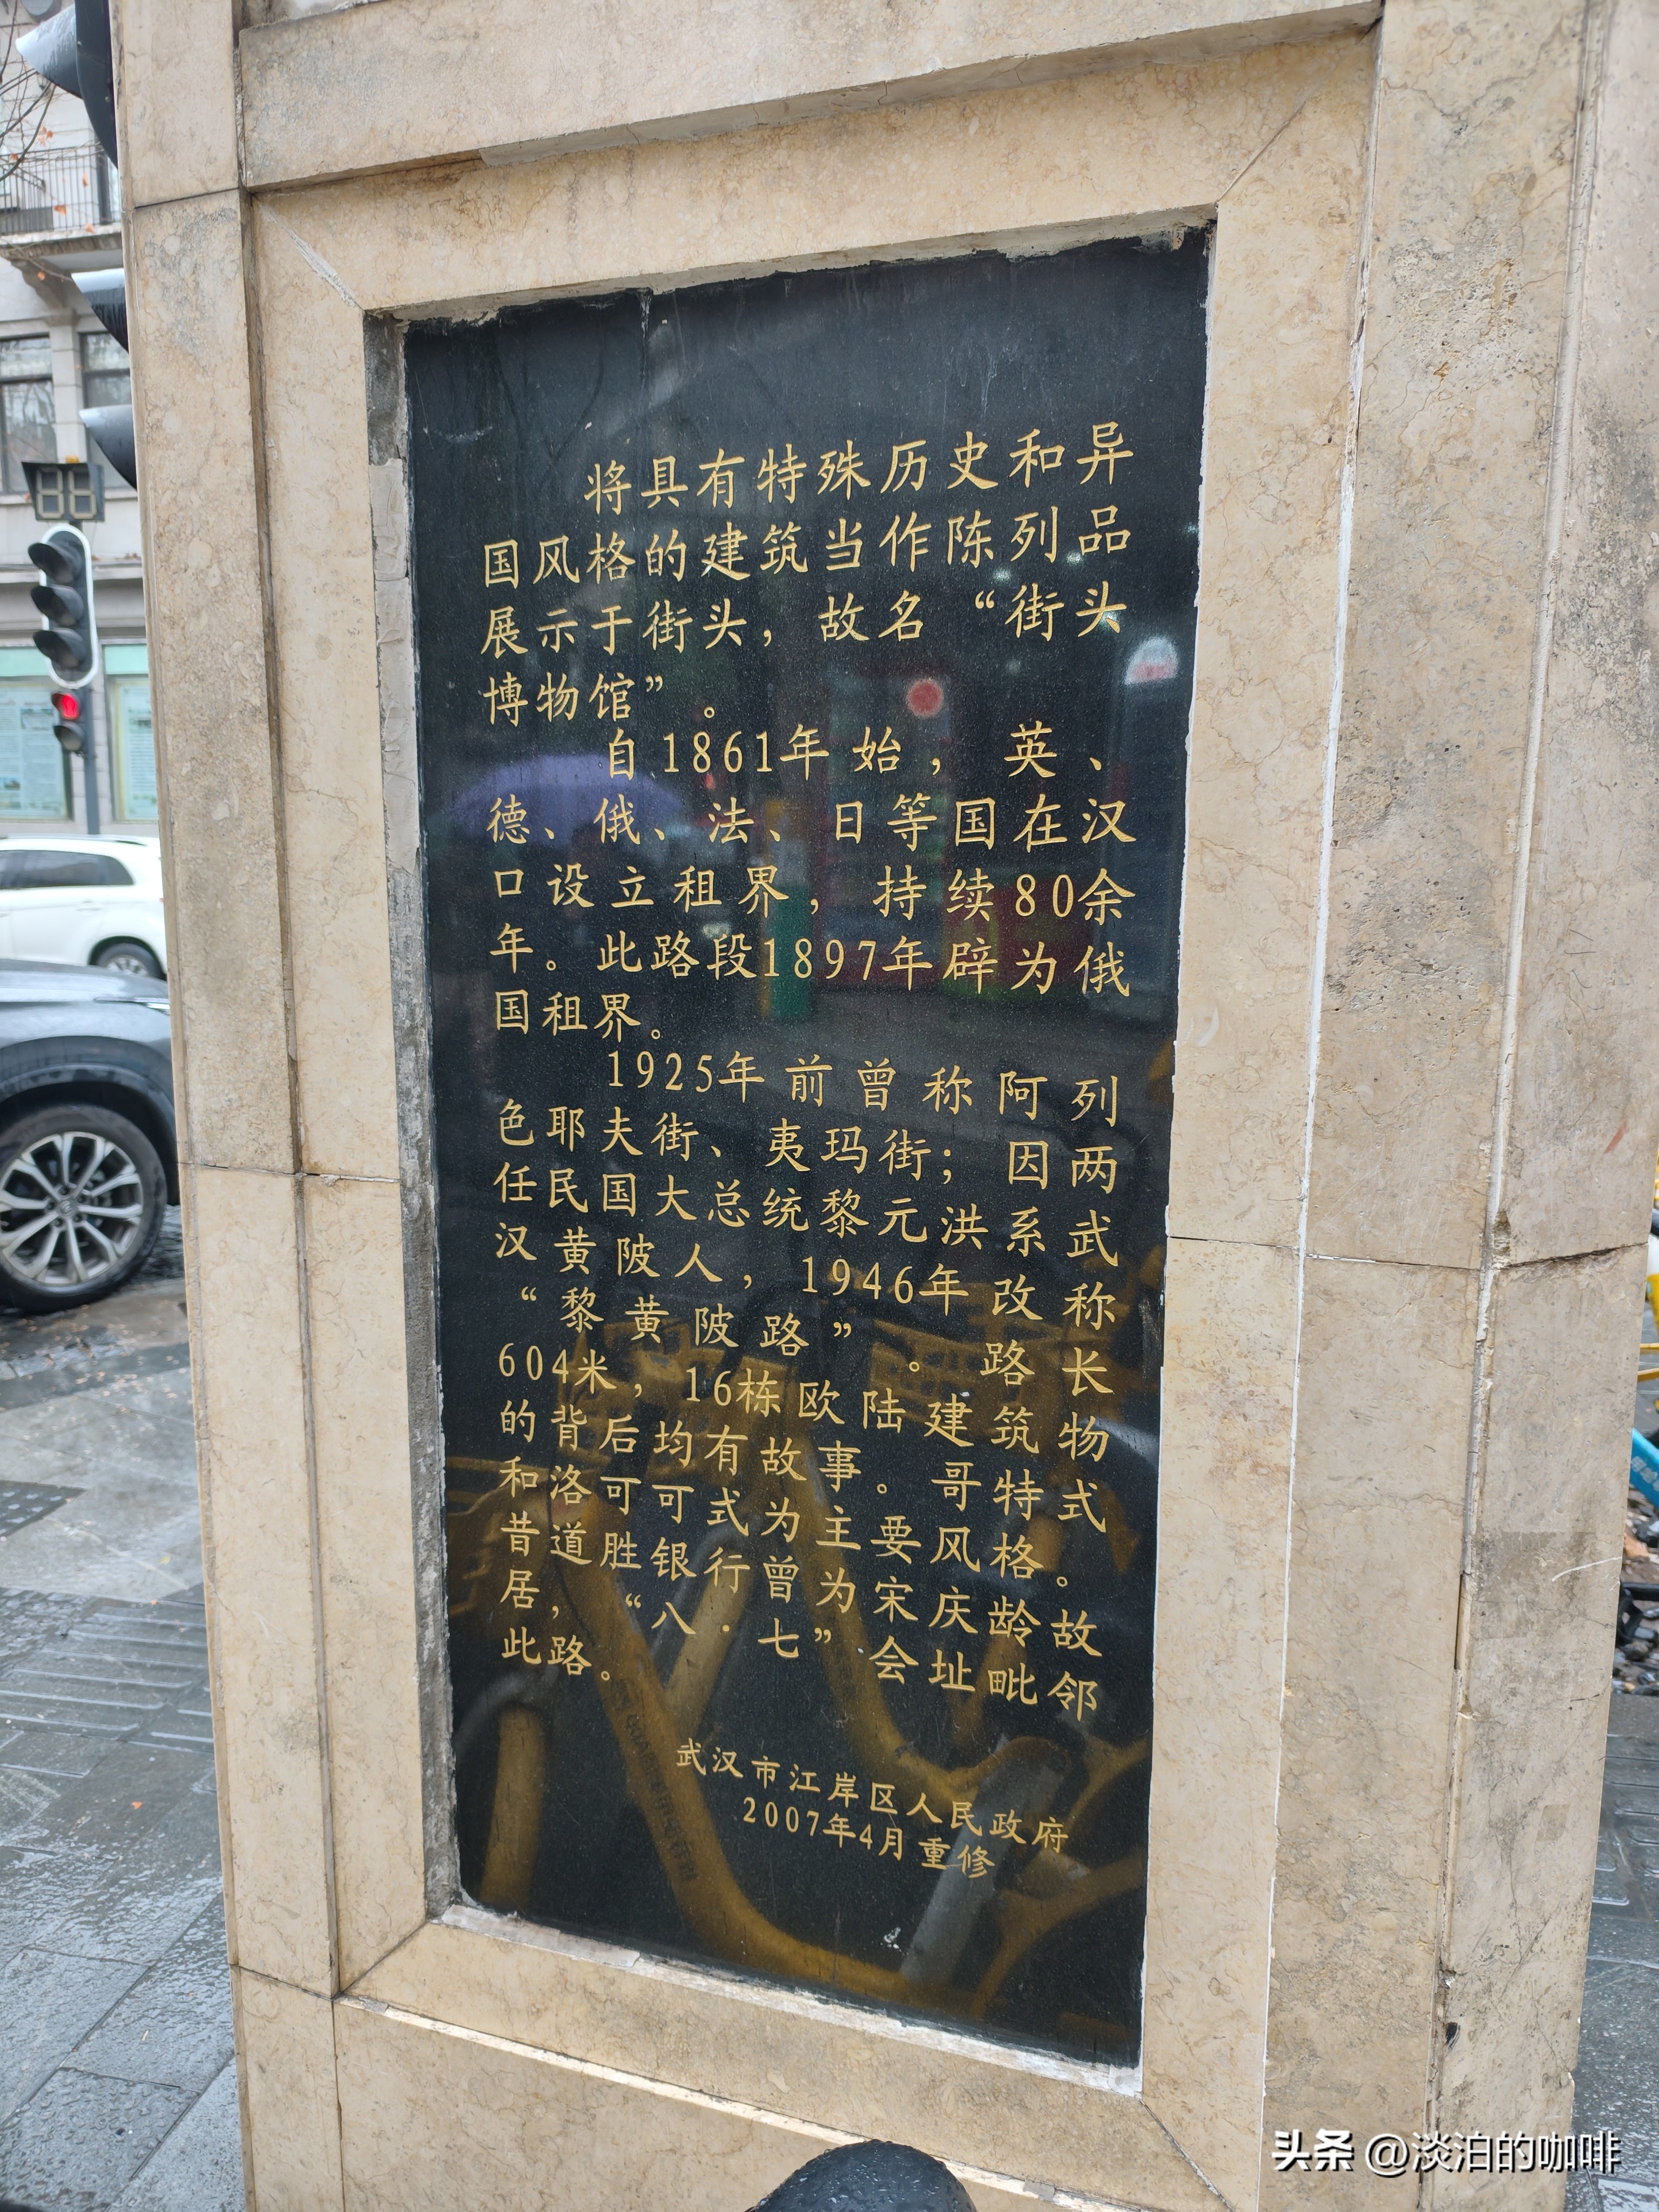 将具有特殊历史和异
国风格的建筑当作陈列品
展示于街头，故名“街头
博物馆”。
自1861年始，英、
德、俄、法、日等国在汉
口设立租界，持续80余
年。此路段1897年辟为俄
国租界。
1925年前曾称阿列
色耶夫街、夷玛街；因两
任民国大总统黎元洪系武
汉黄陂人，1946年改称
“黎黄陂路”。路长
604米，16栋欧陆建筑物
的背后均有故事。哥特式
和洛可可式为主要风格。
昔道胜银行曾为宋庆龄故
居，“八·七”会址毗邻
此路。
武汉市江岸区人民政府
2007年4月重修
头条 @淡泊的咖啡